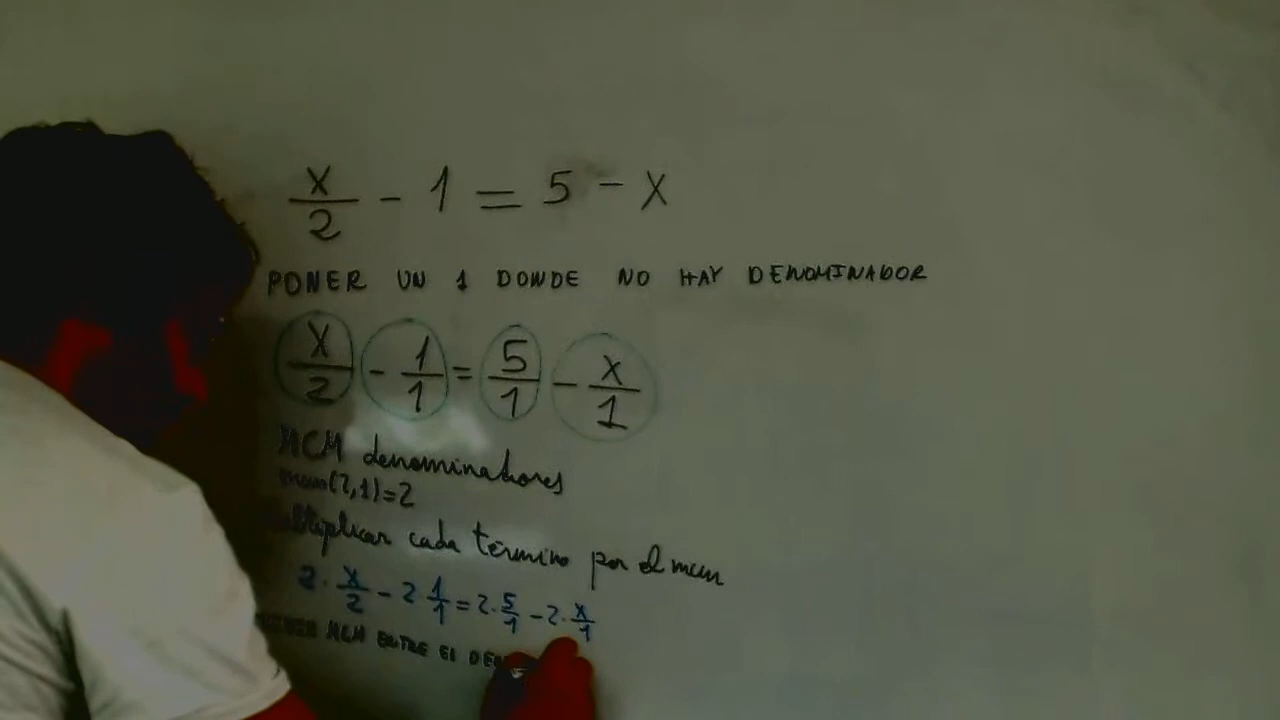 x/2 - 1 = 5 - x
PONER UN 1 DONDE NO HAY DENOMINADOR
x/2 - 1/1 = 5/1 - x/1
MCM denominadores
mcm(2,1)=2
cada término por el mcm
2·x/2 - 2 1/1 = 2·5/1 - 2·x/1
MCM ENTRE EL